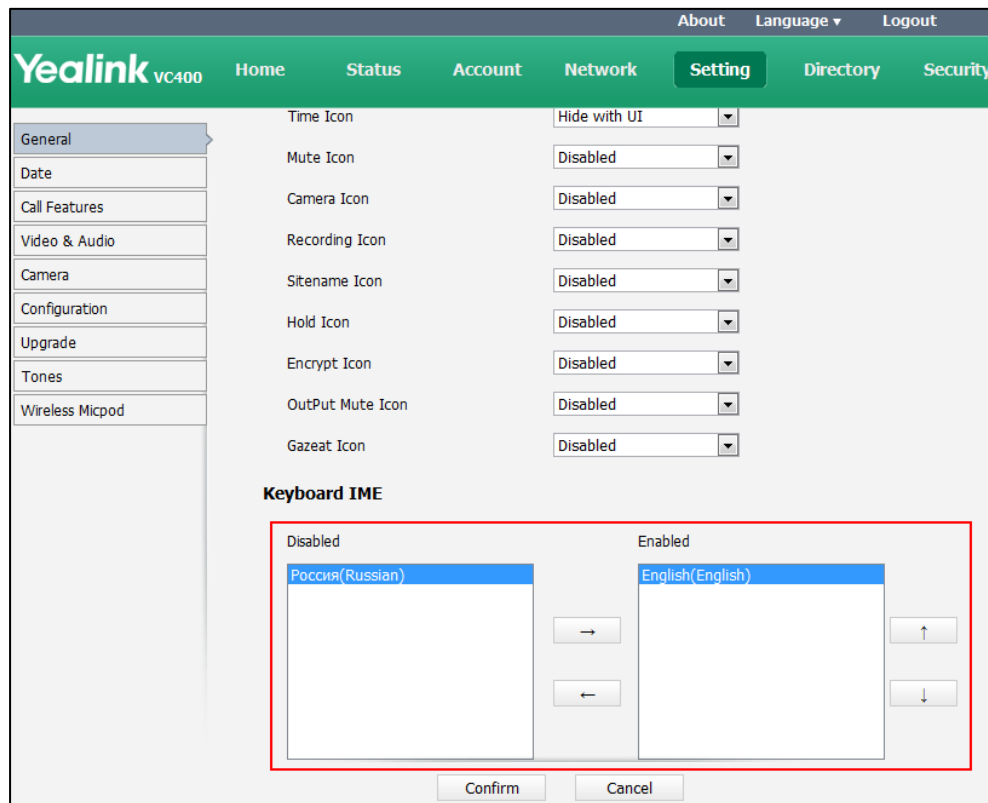 About Language ▾ Logout
Yealink VC400 Home Status Account Network Setting Directory Security
General
Date
Call Features
Video & Audio
Camera
Configuration
Upgrade
Tones
Wireless Micpod
Time Icon Hide with UI
Mute Icon Disabled
Camera Icon Disabled
Recording Icon Disabled
Sitename Icon Disabled
Hold Icon Disabled
Encrypt Icon Disabled
OutPut Mute Icon Disabled
Gazeat Icon Disabled
Keyboard IME
Disabled Enabled
Россия(Russian) English(English)
→ ↑
← ↓
Confirm Cancel